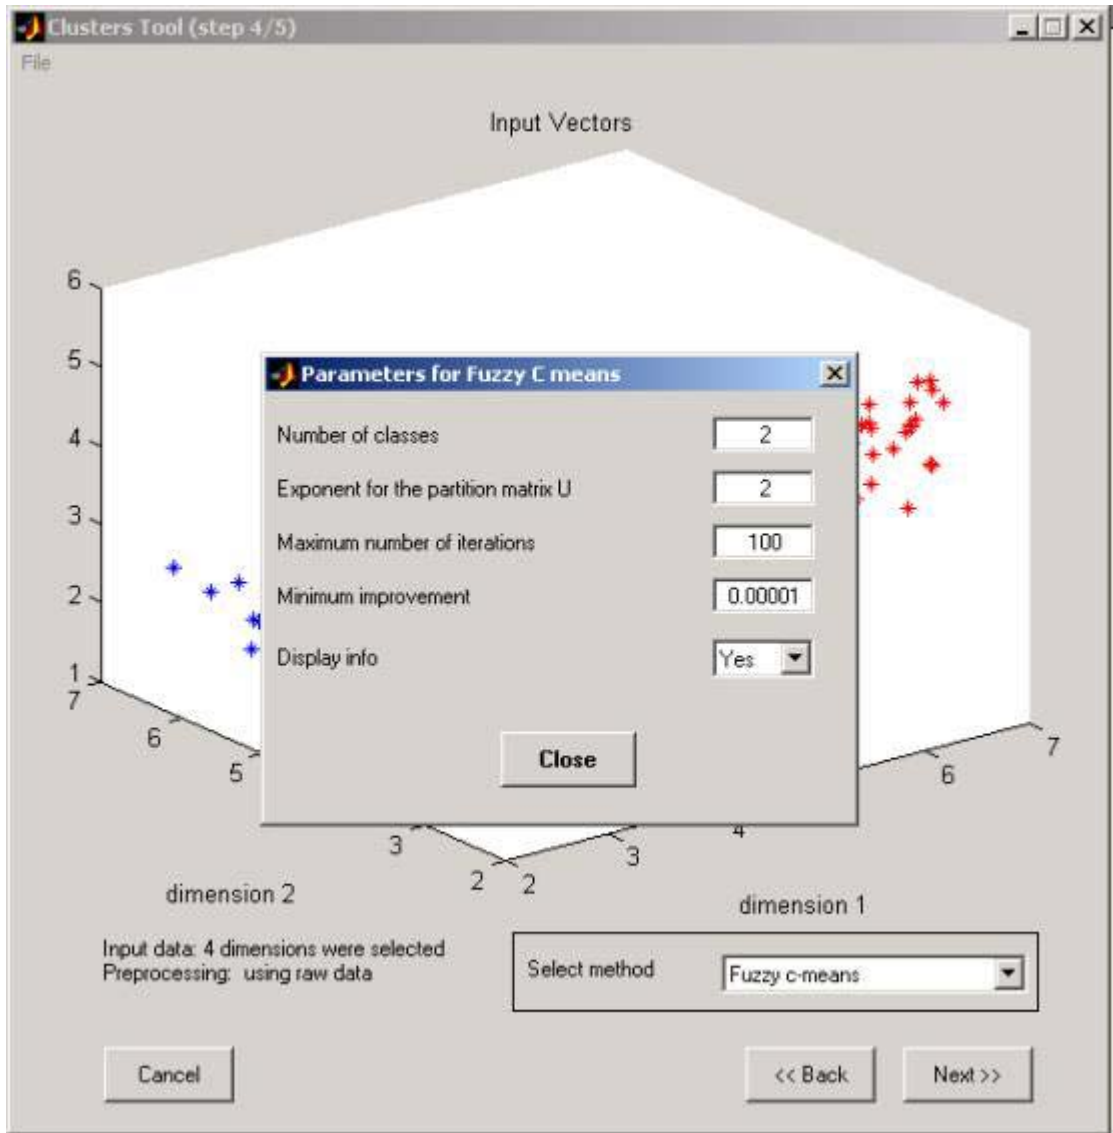 Clusters Tool (step 4/5)
File
Input Vectors
6
5
4
3
2
1
7
6
5
3
2
2
3
4
6
7
Parameters for Fuzzy C means
Number of classes 2
Exponent for the partition matrix U 2
Maximum number of iterations 100
Minimum improvement 0.00001
Display info Yes
Close
dimension 2
dimension 1
Input data: 4 dimensions were selected
Preprocessing: using raw data
Select method Fuzzy c-means
Cancel
<< Back
Next >>